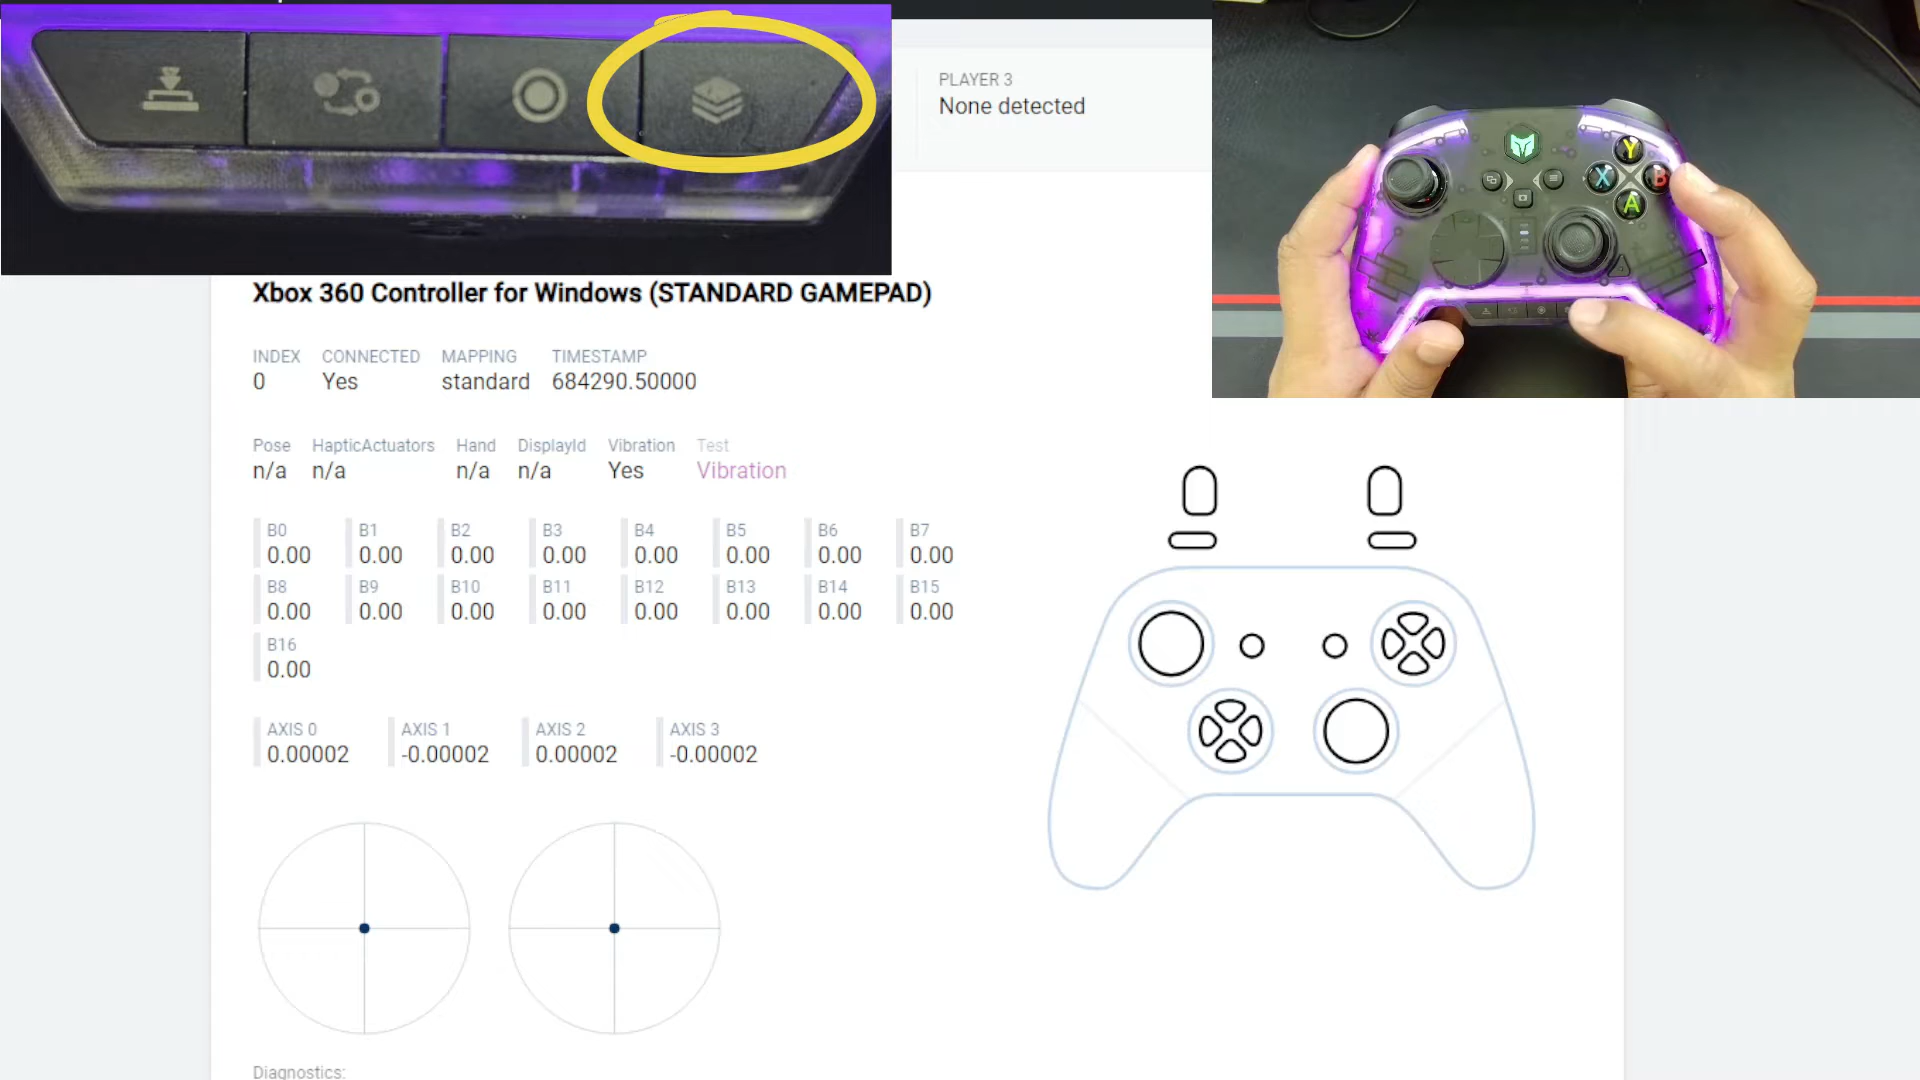 PLAYER 3
None detected
Y
X
B
A
Xbox 360 Controller for Windows (STANDARD GAMEPAD)
INDEX CONNECTED MAPPING TIMESTAMP
0 Yes standard 684290.50000
Pose HapticActuators Hand DisplayId Vibration Test
n/a n/a n/a n/a Yes Vibration
B0 B1 B2 B3 B4 B5 B6 B7
0.00 0.00 0.00 0.00 0.00 0.00 0.00 0.00
B8 B9 B10 B11 B12 B13 B14 B15
0.00 0.00 0.00 0.00 0.00 0.00 0.00 0.00
B16
0.00
AXIS 0 AXIS 1 AXIS 2 AXIS 3
0.00002 -0.00002 0.00002 -0.00002
Diagnostics: